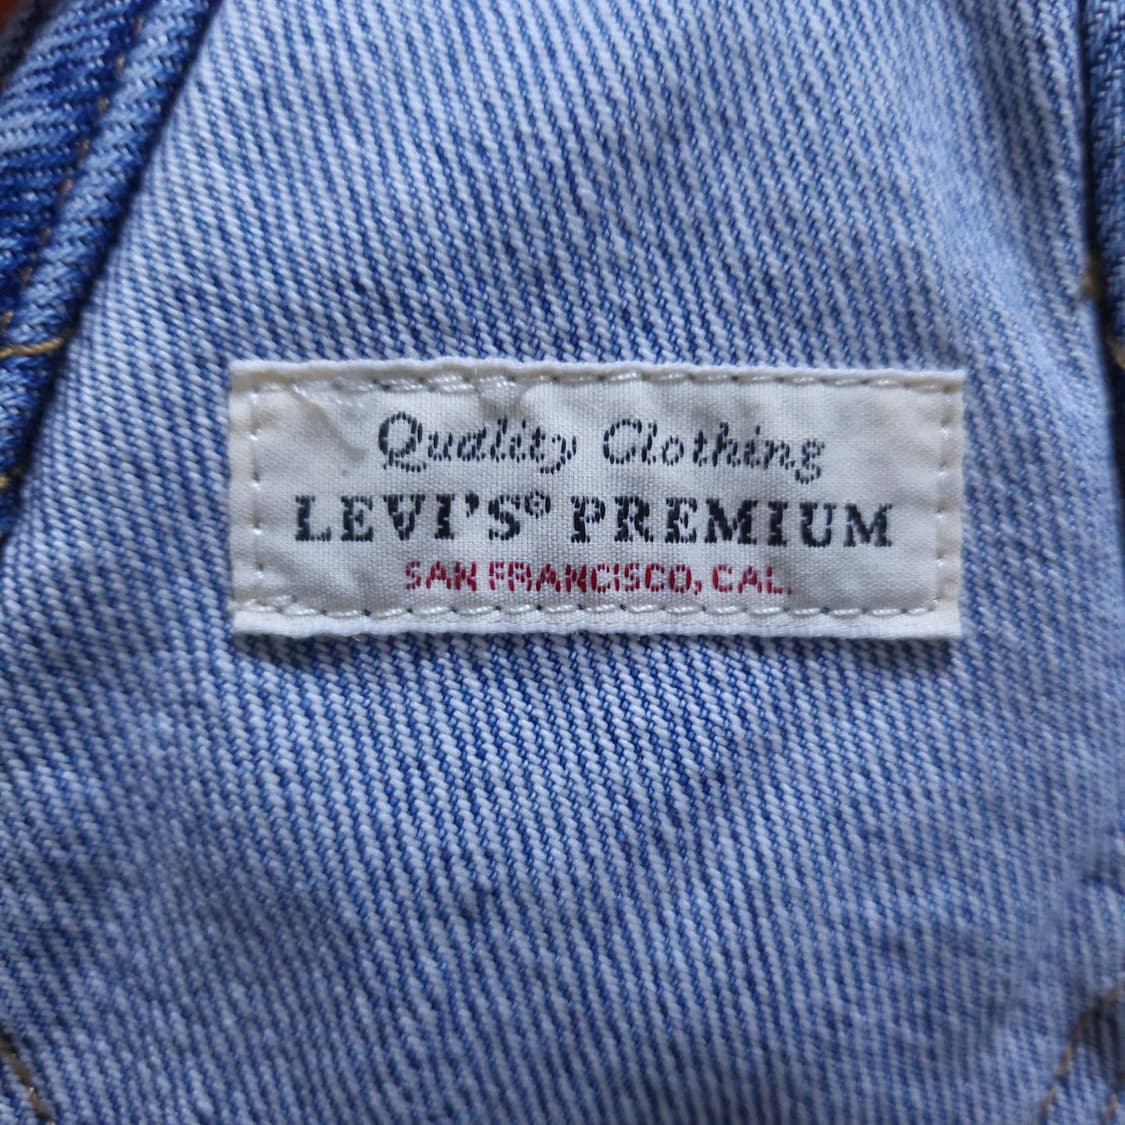 Quality Clothing
LEVI'S® PREMIUM
SAN FRANCISCO, CAL.